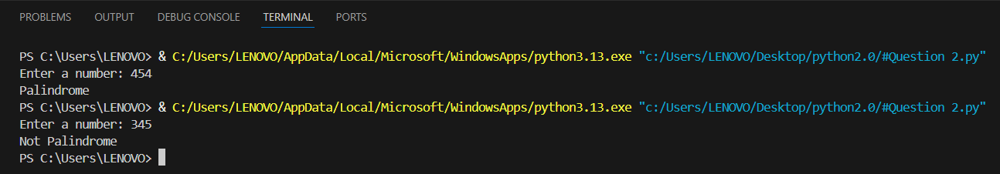 PROBLEMS OUTPUT DEBUG CONSOLE TERMINAL PORTS
PS C:\Users\LENOVO> & C:/Users/LENOVO/AppData/Local/Microsoft/WindowsApps/python3.13.exe "c:/Users/LENOVO/Desktop/python2.0/#Question 2.py"
Enter a number: 454
Palindrome
PS C:\Users\LENOVO> & C:/Users/LENOVO/AppData/Local/Microsoft/WindowsApps/python3.13.exe "c:/Users/LENOVO/Desktop/python2.0/#Question 2.py"
Enter a number: 345
Not Palindrome
PS C:\Users\LENOVO>